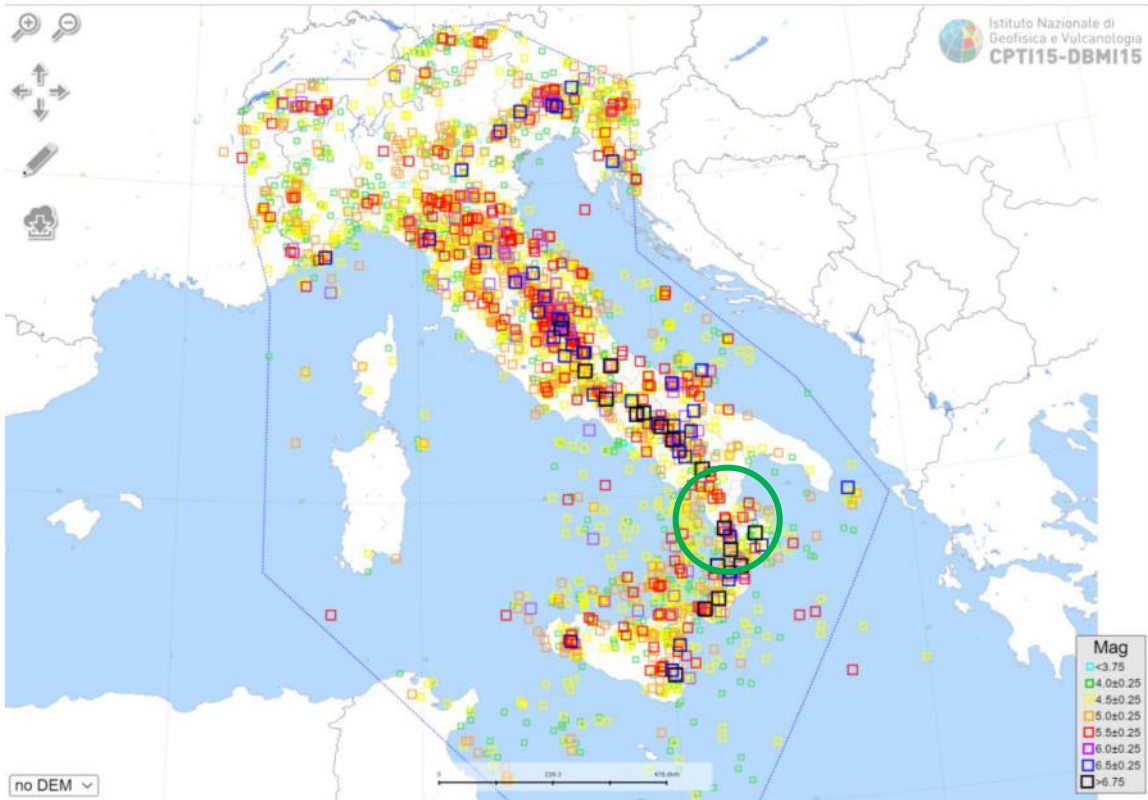 Istituto Nazionale di
Geofisica e Vulcanologia
CPTI15-DBMI15
Mag
<3.75
4.0±0.25
4.5±0.25
5.0±0.25
5.5±0.25
6.0±0.25
6.5±0.25
>6.75
no DEM
0